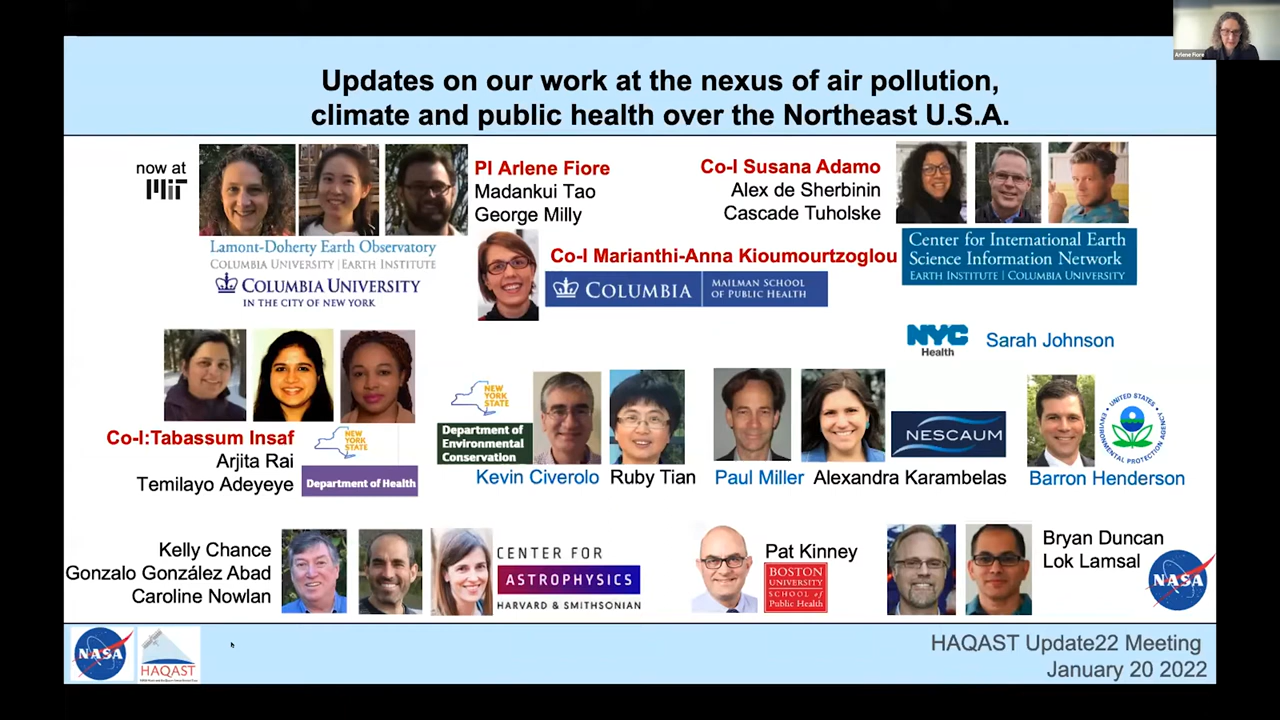 Arlene Fiore
Updates on our work at the nexus of air pollution,
climate and public health over the Northeast U.S.A.
now at
MIT
PI Arlene Fiore
Madankui Tao
George Milly
Lamont-Doherty Earth Observatory
COLUMBIA UNIVERSITY | EARTH INSTITUTE
COLUMBIA UNIVERSITY
IN THE CITY OF NEW YORK
Co-I Susana Adamo
Alex de Sherbinin
Cascade Tuholske
Center for International Earth
Science Information Network
EARTH INSTITUTE | COLUMBIA UNIVERSITY
Co-I Marianthi-Anna Kioumourtzoglou
COLUMBIA
MAILMAN SCHOOL
OF PUBLIC HEALTH
NYC
Health
Sarah Johnson
Co-I:Tabassum Insaf
Arjita Rai
Temilayo Adeyeye
NEW
YORK
STATE
Department of Health
NEW
YORK
STATE
Department of
Environmental
Conservation
Kevin Civerolo
Ruby Tian
Paul Miller
Alexandra Karambelas
NESCAUM
Barron Henderson
UNITED STATES
ENVIRONMENTAL PROTECTION AGENCY
Kelly Chance
Gonzalo González Abad
Caroline Nowlan
CENTER FOR
ASTROPHYSICS
HARVARD & SMITHSONIAN
Pat Kinney
BOSTON
UNIVERSITY
SCHOOL of
Public Health
Bryan Duncan
Lok Lamsal
NASA
NASA
HAQAST
HAQAST Update22 Meeting
January 20 2022